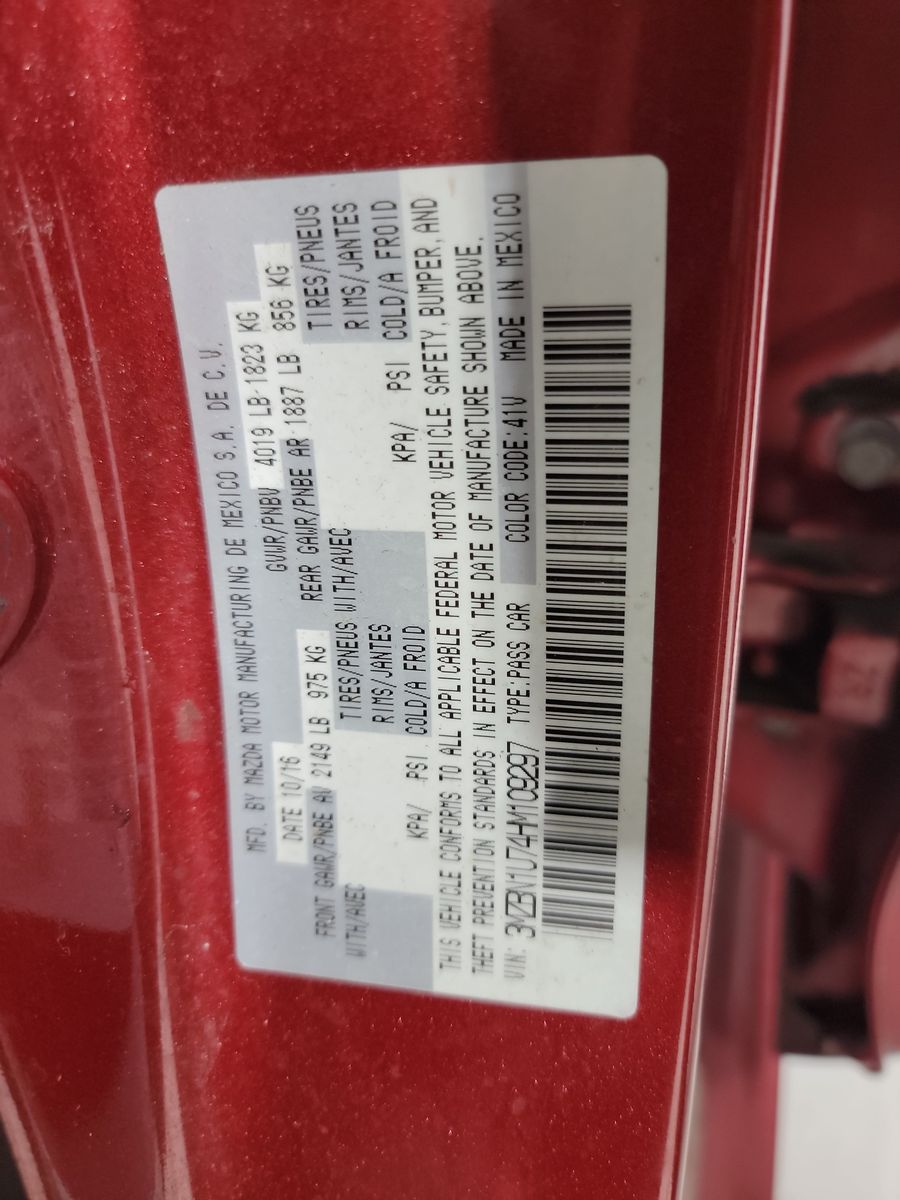 MFD. BY MAZDA MOTOR MANUFACTURING DE MEXICO S.A. DE C.V.
DATE 10/16 GVWR/PNBV 4019 LB 1823 KG
FRONT GAWR/PNBE AV 2149 LB 975 KG REAR GAWR/PNBE AR 1887 LB 856 KG
WITH/AVEC TIRES/PNEUS WITH/AVEC TIRES/PNEUS
RIMS/JANTES RIMS/JANTES
KPA/ PSI COLD/A FROID KPA/ PSI COLD/A FROID
THIS VEHICLE CONFORMS TO ALL APPLICABLE FEDERAL MOTOR VEHICLE SAFETY, BUMPER, AND
THEFT PREVENTION STANDARDS IN EFFECT ON THE DATE OF MANUFACTURE SHOWN ABOVE.
VIN: 3MZBN1U74HM109297 TYPE:PASS CAR COLOR CODE:41V MADE IN MEXICO